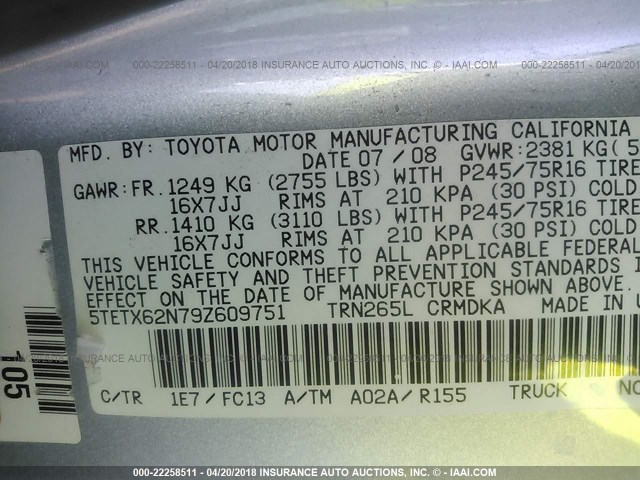 000-22258511 - 04/20/2018 INSURANCE AUTO AUCTIONS, INC. - © IAAI.COM
MFD. BY: TOYOTA MOTOR MANUFACTURING CALIFORNIA
DATE 07 / 08 GVWR:2381 KG( 5
GAWR:FR.1249 KG (2755 LBS) WITH P245/75R16 TIRE
16X7JJ RIMS AT 210 KPA (30 PSI) COLD
RR.1410 KG (3110 LBS) WITH P245/75R16 TIRE
16X7JJ RIMS AT 210 KPA (30 PSI) COLD
THIS VEHICLE CONFORMS TO ALL APPLICABLE FEDERAL
VEHICLE SAFETY AND THEFT PREVENTION STANDARDS I
EFFECT ON THE DATE OF MANUFACTURE SHOWN ABOVE.
5TETX62N79Z609751 TRN265L CRMDKA MADE IN
105
C/TR 1E7/FC13 A/TM A02A/R155 TRUCK NO
000-22258511 - 04/20/2018 INSURANCE AUTO AUCTIONS, INC. - © IAAI.COM